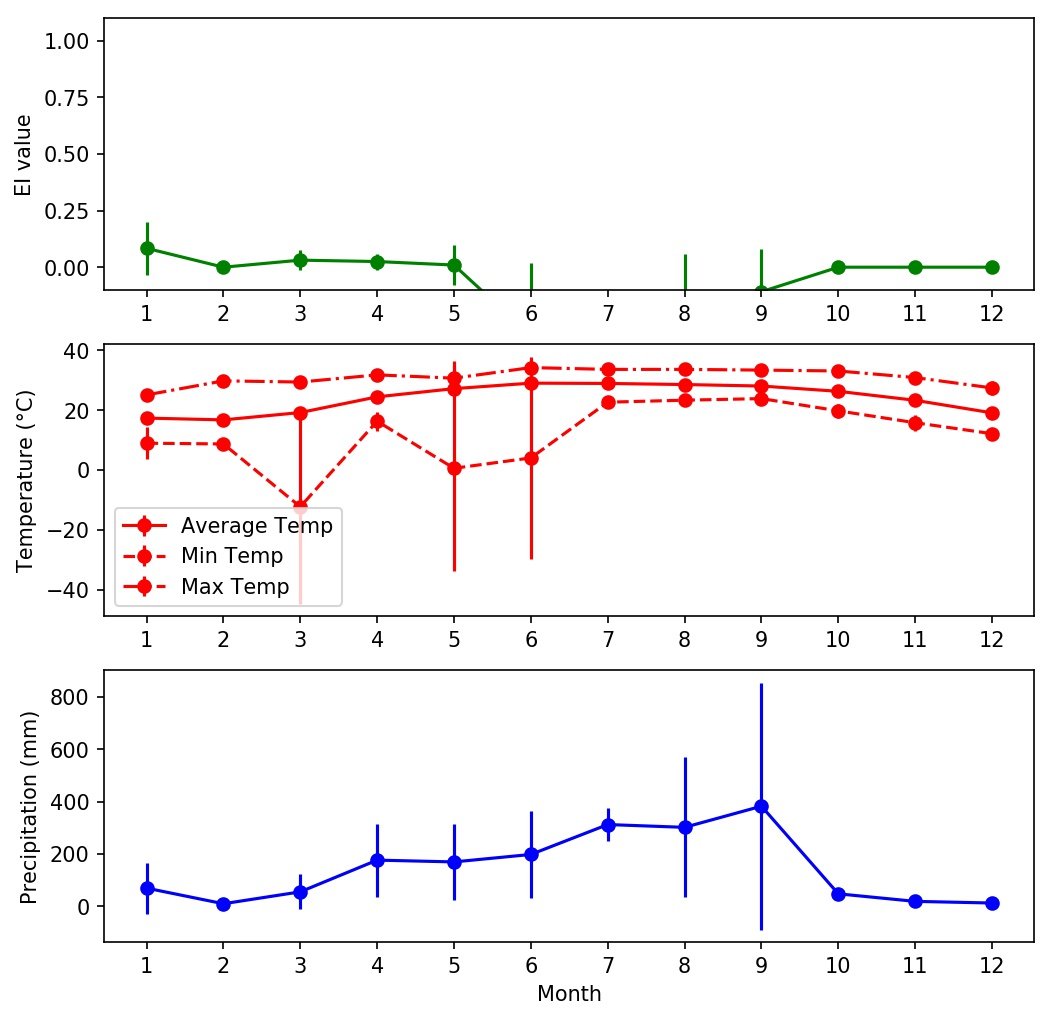 EI value
1.00
0.75
0.50
0.25
0.00
1 2 3 4 5 6 7 8 9 10 11 12
Temperature (°C)
40
20
0
−20
−40
Average Temp
Min Temp
Max Temp
1 2 3 4 5 6 7 8 9 10 11 12
Precipitation (mm)
800
600
400
200
0
1 2 3 4 5 6 7 8 9 10 11 12
Month